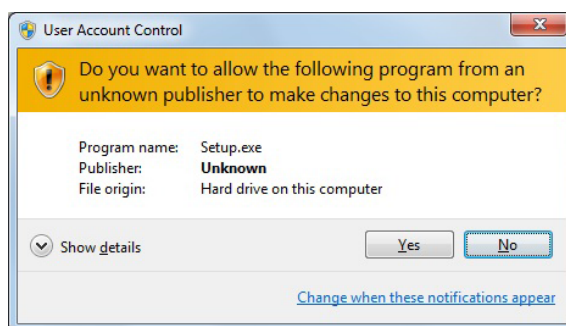 User Account Control
Do you want to allow the following program from an
unknown publisher to make changes to this computer?
Program name: Setup.exe
Publisher: Unknown
File origin: Hard drive on this computer
Show details
Yes
No
Change when these notifications appear